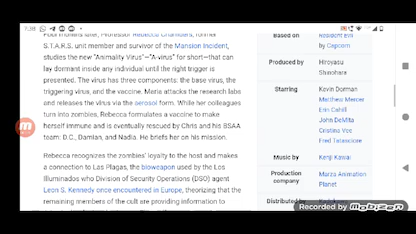 7:39
Four months later, Professor Rebecca Chambers, former
S.T.A.R.S. unit member and survivor of the Mansion Incident,
studies the new "Animality Virus"—"A-virus" for short—that can
lay dormant inside any individual until the right trigger is
presented. The virus has three components: the base virus, the
triggering virus, and the vaccine. Maria attacks the research labs
and releases the virus via the aerosol form. While her colleagues
turn into zombies, Rebecca formulates a vaccine to make
herself immune and is eventually rescued by Chris and his BSAA
team: D.C., Damian, and Nadia. He briefs her on his mission.
Rebecca recognizes the zombies' loyalty to the host and makes
a connection to Las Plagas, the bioweapon used by the Los
Illuminados who Division of Security Operations (DSO) agent
Leon S. Kennedy once encountered in Europe, theorizing that the
remaining members of the cult are providing information to
Based on Resident Evil
by Capcom
Produced by Hiroyasu
Shinohara
Starring Kevin Dorman
Matthew Mercer
Erin Cahill
John DeMita
Cristina Vee
Fred Tatasciore
Music by Kenji Kawai
Production
company Marza Animation
Planet
Distributed by
Recorded by Mobizen